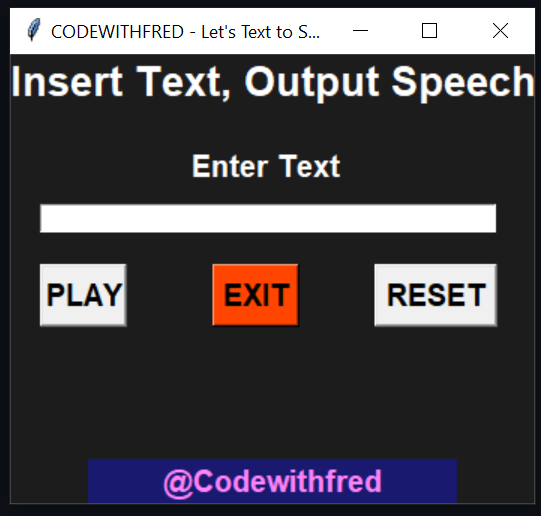 CODEWITHFRED - Let's Text to S...
Insert Text, Output Speech
Enter Text
PLAY EXIT RESET
@Codewithfred